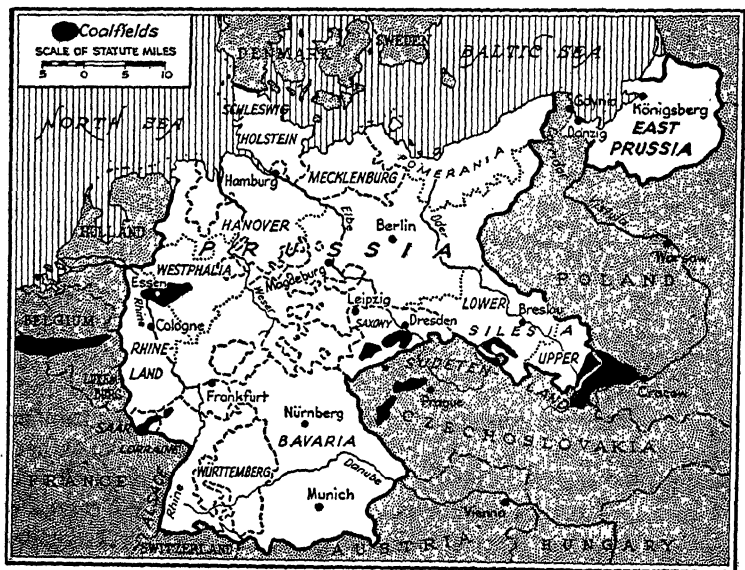 Coalfields
SCALE OF STATUTE MILES
5 0 5 10
DENMARK
SWEDEN
BALTIC SEA
NORTH SEA
SCHLESWIG
HOLSTEIN
Gdynia
Danzig
Königsberg
EAST
PRUSSIA
POMERANIA
MECKLENBURG
Hamburg
HOLLAND
HANOVER
Elbe
Berlin
Oder
PRUSSIA
Warsaw
POLAND
WESTPHALIA
Magdeburg
Essen
Weser
BELGIUM
Rhine
Cologne
Leipzig
SAXONY
Dresden
LOWER
Breslau
SILESIA
UPPER
RHINE
LAND
SUDETEN
LAND
Cracow
Frankfurt
Prague
SAAR
LORRAINE
Nürnberg
BAVARIA
CZECHOSLOVAKIA
FRANCE
ALSACE
Rhine
WÜRTTEMBERG
Danube
Munich
Vienna
SWITZERLAND
AUSTRIA
HUNGARY